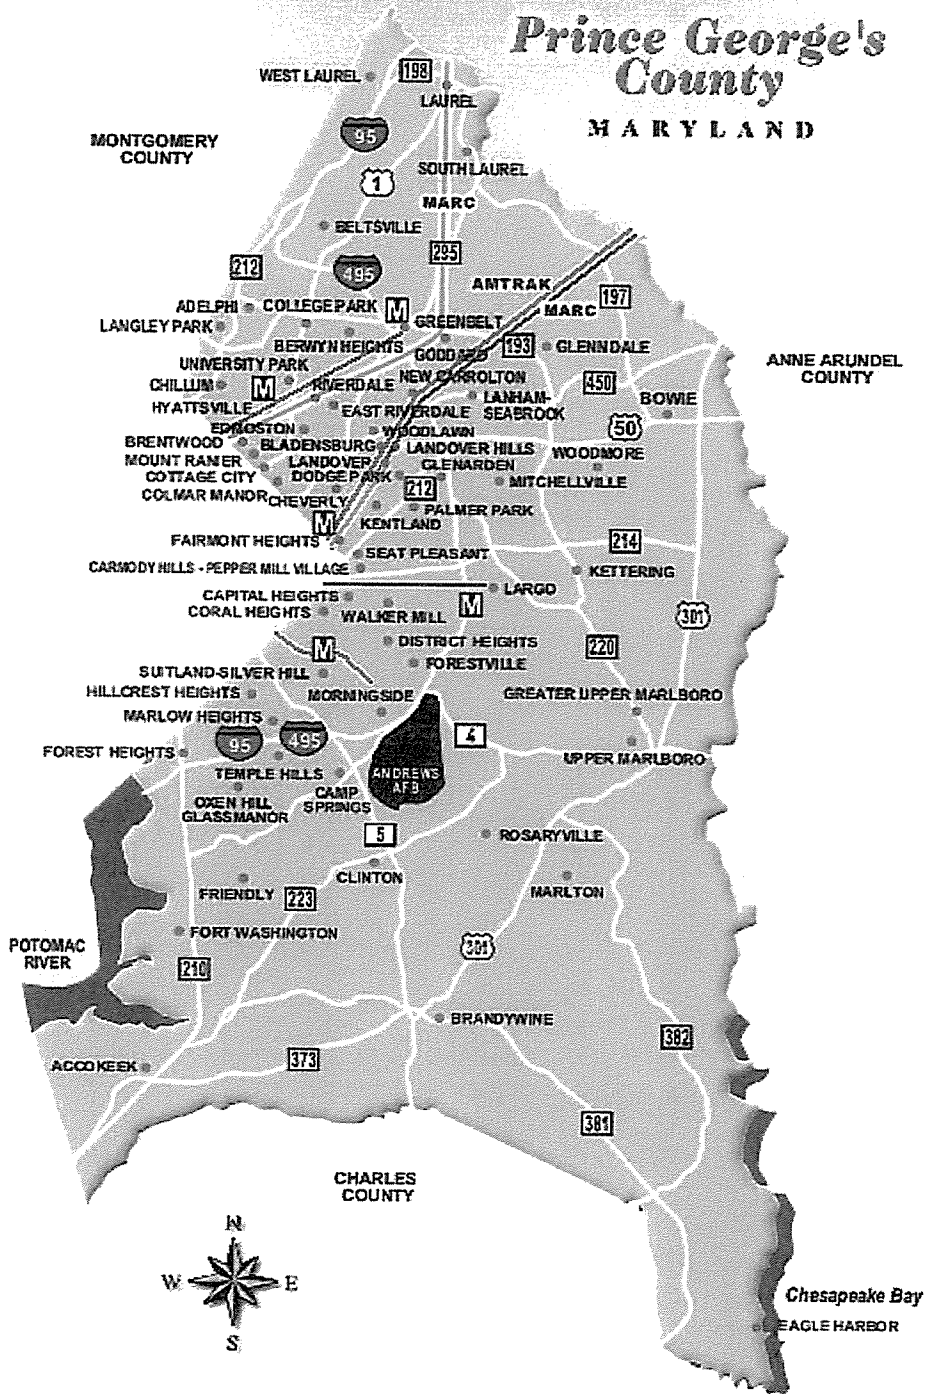 Prince George's
County
MARYLAND
WEST LAUREL
198
LAUREL
95
MONTGOMERY
COUNTY
SOUTH LAUREL
1
MARC
BELTSVILLE
295
212
495
AMTRAK
197
MARC
ADELPHI
COLLEGE PARK
M
LANGLEY PARK
GREENBELT
BERWYN HEIGHTS
GODDARD
193
GLENNDALE
ANNE ARUNDEL
COUNTY
UNIVERSITY PARK
CHILLUM
M
RIVERDALE
NEW CARROLTON
450
LANHAM-
SEABROOK
BOWIE
HYATTSVILLE
EAST RIVERDALE
EDMOSTON
WOODLAWN
50
BRENTWOOD
BLADENSBURG
LANDOVER HILLS
WOODMORE
MOUNT RANIER
LANDOVER
GLENARDEN
COTTAGE CITY
DODGE PARK
212
MITCHELLVILLE
COLMAR MANOR
CHEVERLY
PALMER PARK
M
KENTLAND
FAIRMONT HEIGHTS
214
SEAT PLEASANT
CARMODY HILLS - PEPPER MILL VILLAGE
KETTERING
CAPITAL HEIGHTS
LARGO
CORAL HEIGHTS
WALKER MILL
M
301
DISTRICT HEIGHTS
220
M
FORESTVILLE
SUITLAND-SILVER HILL
HILLCREST HEIGHTS
MORNINGSIDE
GREATER UPPER MARLBORO
MARLOW HEIGHTS
95
495
4
FOREST HEIGHTS
UPPER MARLBORO
TEMPLE HILLS
ANDREWS
AFB
OXEN HILL
GLASSMANOR
CAMP
SPRINGS
5
ROSARYVILLE
CLINTON
FRIENDLY
223
MARLTON
FORT WASHINGTON
POTOMAC
RIVER
301
210
BRANDYWINE
382
373
ACCOKEEK
381
CHARLES
COUNTY
N
W
E
S
Chesapeake Bay
EAGLE HARBOR